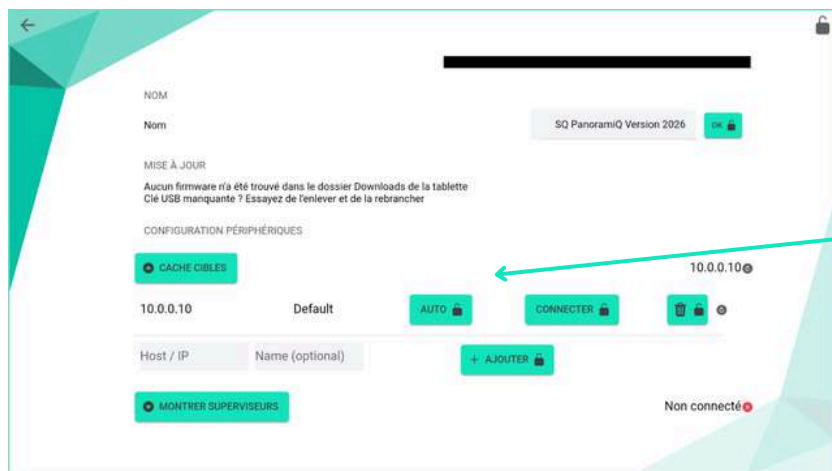 NOM
Nom SQ PanoramiQ Version 2026 OK
MISE À JOUR
Aucun firmware n'a été trouvé dans le dossier Downloads de la tablette
Clé USB manquante ? Essayez de l'enlever et de la rebrancher
CONFIGURATION PÉRIPHÉRIQUES
CACHE CIBLES 10.0.0.10
10.0.0.10 Default AUTO CONNECTER
Host / IP Name (optional) + AJOUTER
MONTRER SUPERVISEURS Non connecté